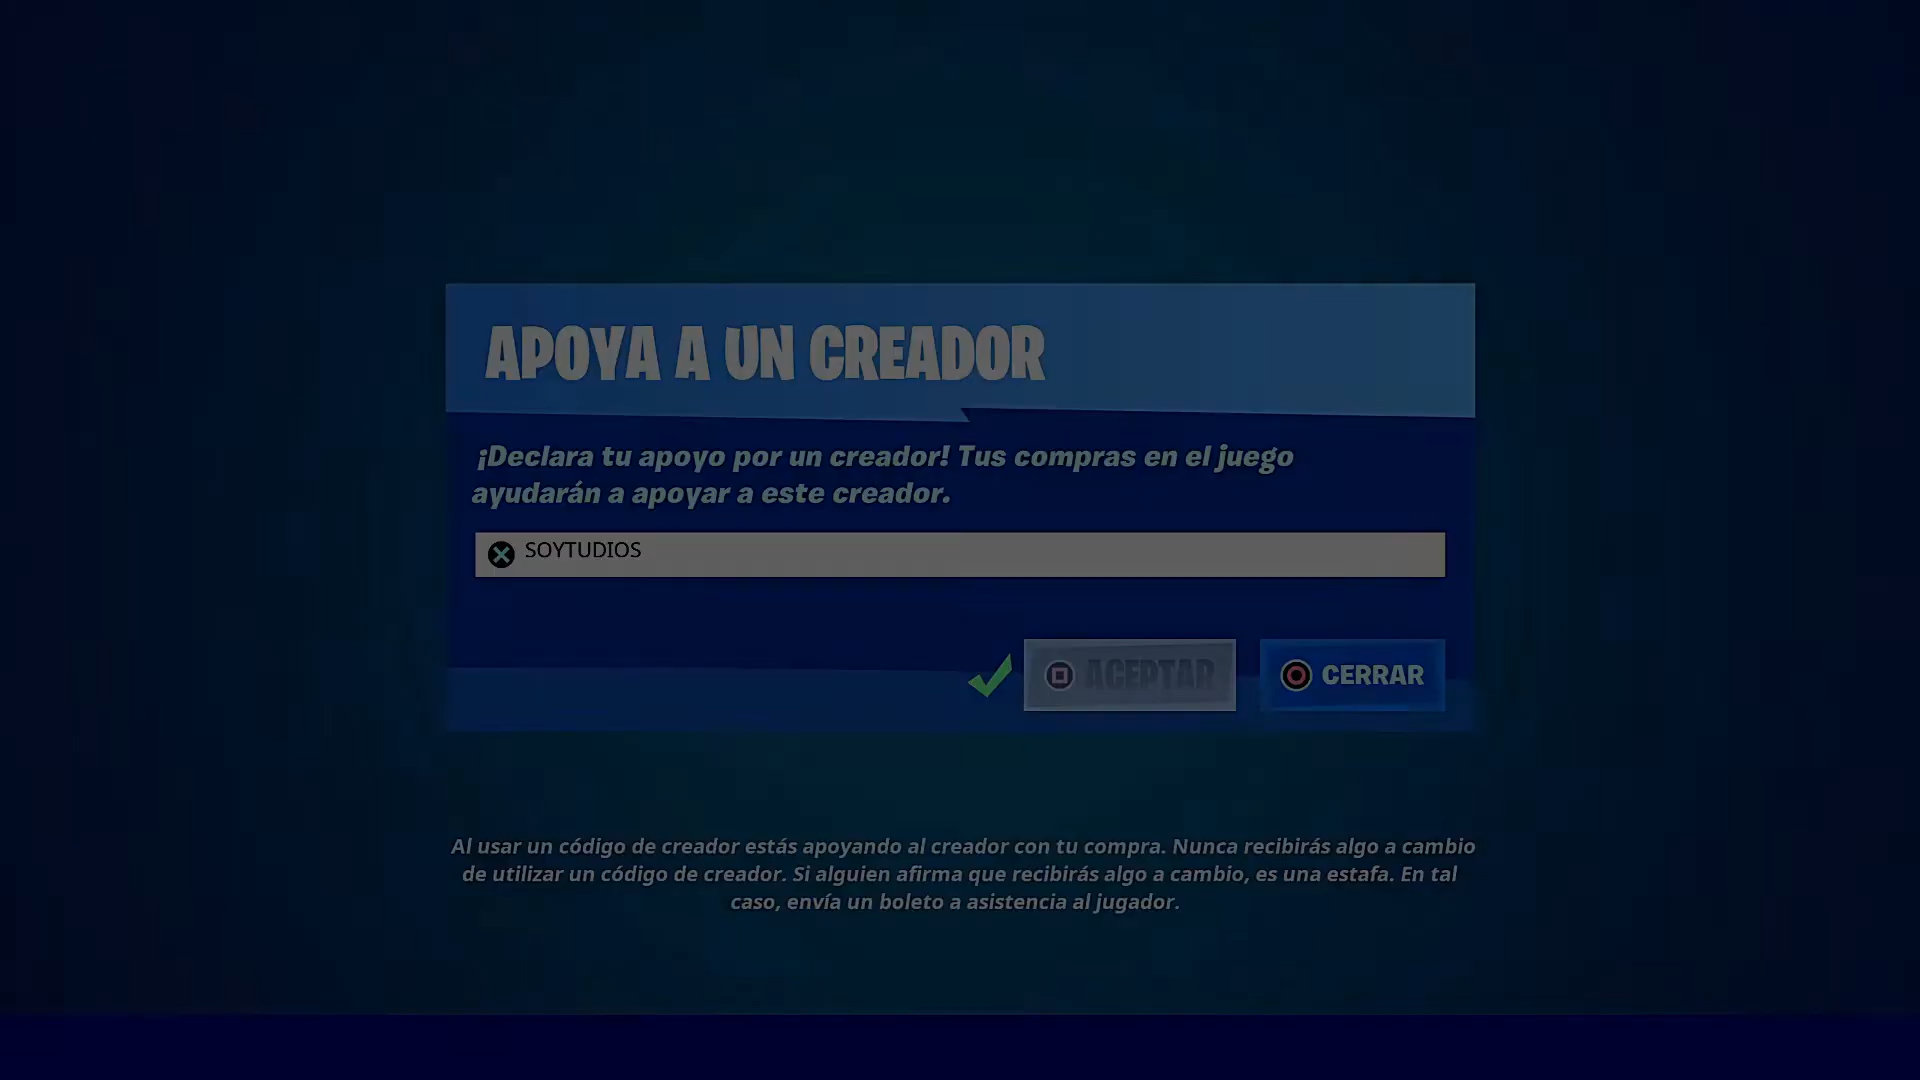 APOYA A UN CREADOR
¡Declara tu apoyo por un creador! Tus compras en el juego
ayudarán a apoyar a este creador.
SOYTUDIOS
ACEPTAR
CERRAR
Al usar un código de creador estás apoyando al creador con tu compra. Nunca recibirás algo a cambio
de utilizar un código de creador. Si alguien afirma que recibirás algo a cambio, es una estafa. En tal
caso, envía un boleto a asistencia al jugador.